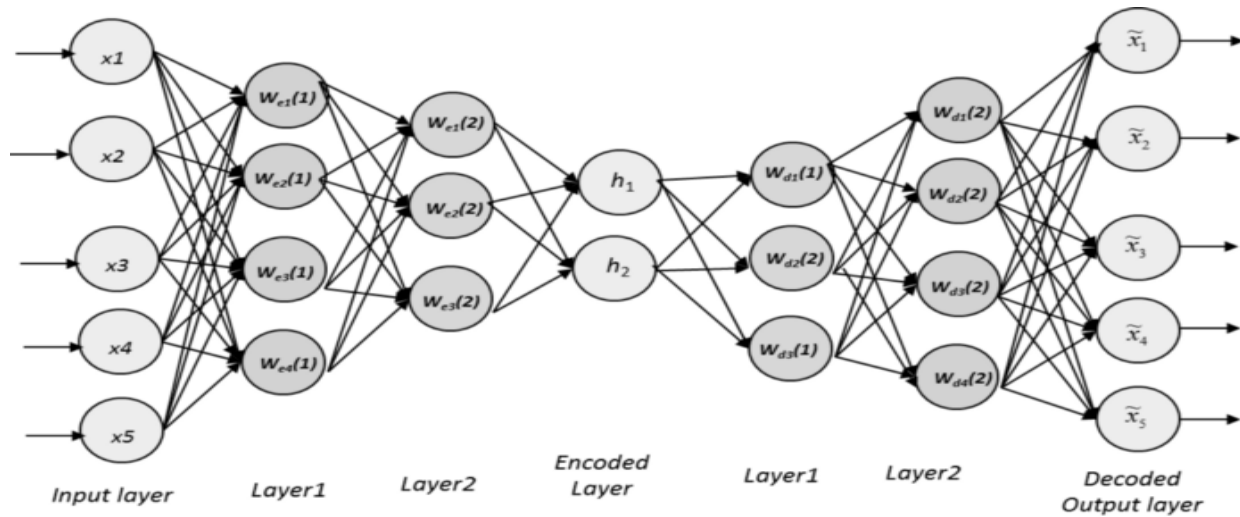 x1
x2
x3
x4
x5
We1(1)
We2(1)
We3(1)
We4(1)
We1(2)
We2(2)
We3(2)
h1
h2
Wd1(1)
Wd2(2)
Wd3(1)
Wd1(2)
Wd2(2)
Wd3(2)
Wd4(2)
x̃1
x̃2
x̃3
x̃4
x̃5
Input layer
Layer1
Layer2
Encoded
Layer
Layer1
Layer2
Decoded
Output layer